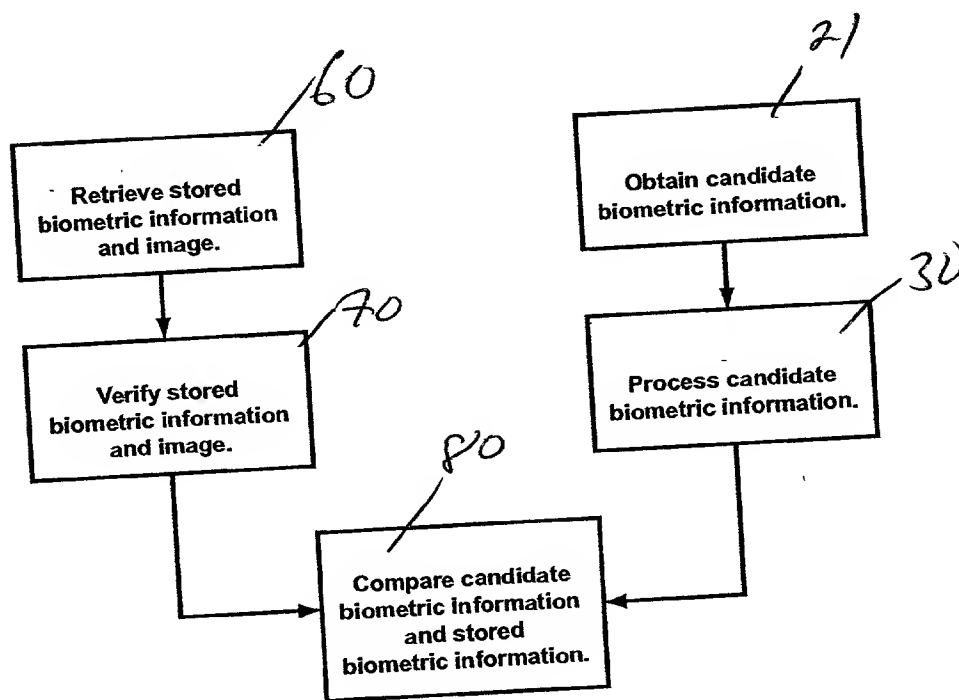 60
21
Retrieve stored
biometric information
and image.
Obtain candidate
biometric information.
70
30
Verify stored
biometric information
and image.
Process candidate
biometric information.
80
Compare candidate
biometric information
and stored
biometric information.